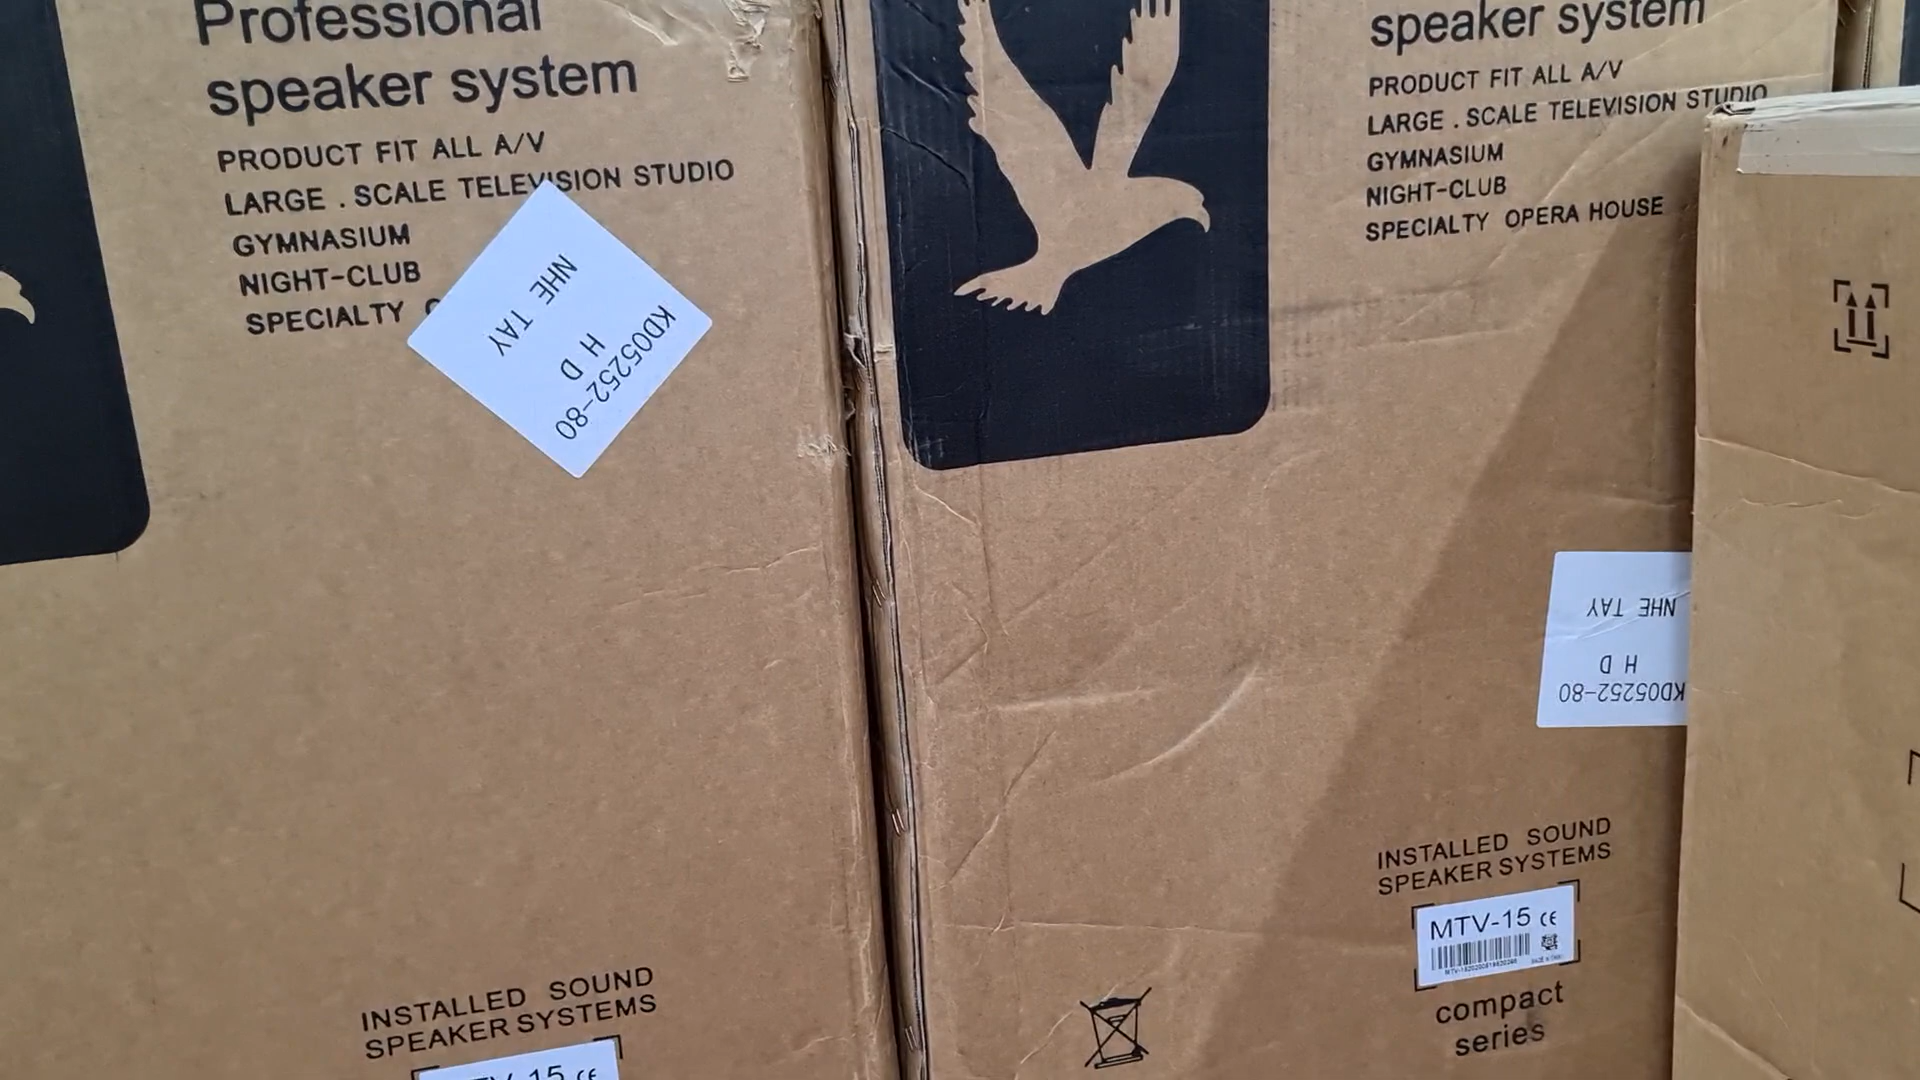 Professional
speaker system
PRODUCT FIT ALL A/V
LARGE . SCALE TELEVISION STUDIO
GYMNASIUM
NIGHT-CLUB
SPECIALTY
KD05252-80
H D
NHE TAY
INSTALLED SOUND
SPEAKER SYSTEMS
-15 CE
speaker system
PRODUCT FIT ALL A/V
LARGE . SCALE TELEVISION STUDIO
GYMNASIUM
NIGHT-CLUB
SPECIALTY OPERA HOUSE
KD05252-80
H D
NHE TAY
INSTALLED SOUND
SPEAKER SYSTEMS
MTV-15 CE
compact
series